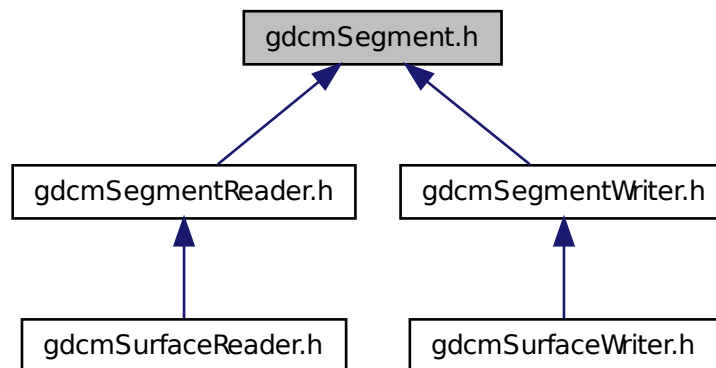 gdcmSegment.h
gdcmSegmentReader.h
gdcmSegmentWriter.h
gdcmSurfaceReader.h
gdcmSurfaceWriter.h